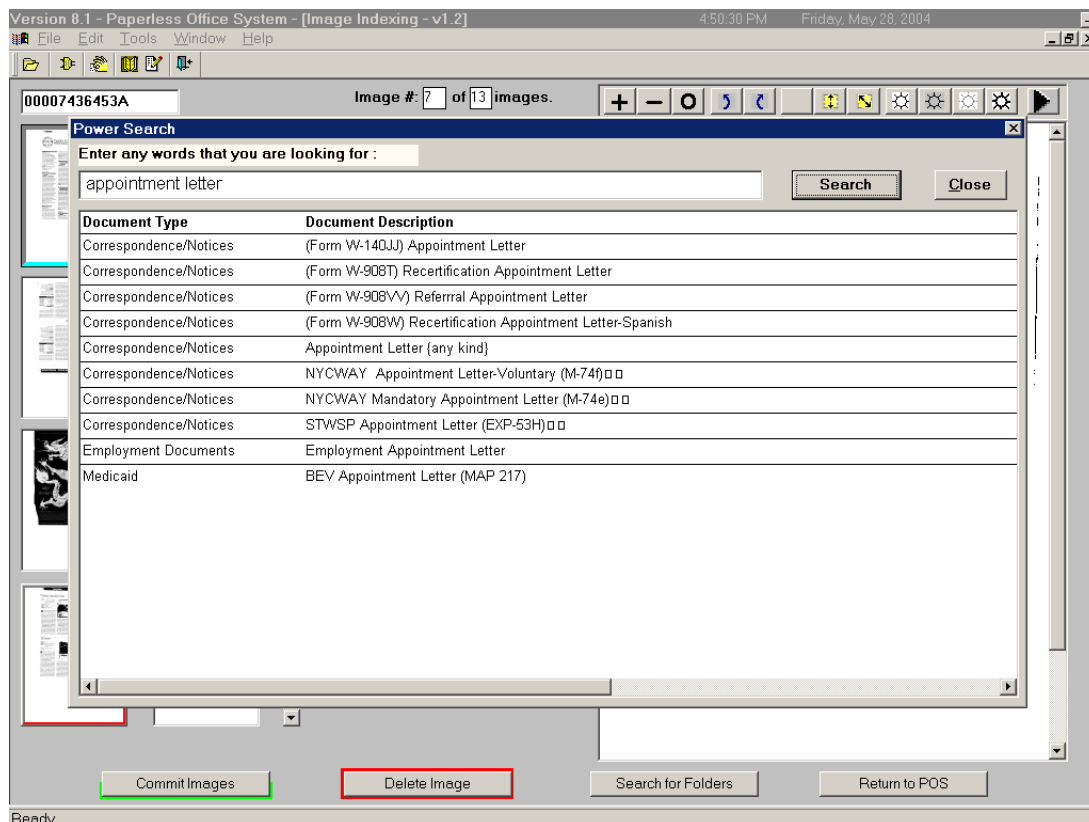 Version 8.1 - Paperless Office System - [Image Indexing - v1.2] 4:50:30 PM Friday, May 28, 2004
File Edit Tools Window Help
00007436453A Image #: 7 of 13 images.
Power Search
Enter any words that you are looking for :
appointment letter Search Close
Document Type Document Description
Correspondence/Notices (Form W-140JJ) Appointment Letter
Correspondence/Notices (Form W-908T) Recertification Appointment Letter
Correspondence/Notices (Form W-908VV) Referrral Appointment Letter
Correspondence/Notices (Form W-908W) Recertification Appointment Letter-Spanish
Correspondence/Notices Appointment Letter {any kind}
Correspondence/Notices NYCWAY Appointment Letter-Voluntary (M-74f)▯▯
Correspondence/Notices NYCWAY Mandatory Appointment Letter (M-74e)▯▯
Correspondence/Notices STWSP Appointment Letter (EXP-53H)▯▯
Employment Documents Employment Appointment Letter
Medicaid BEV Appointment Letter (MAP 217)
Commit Images Delete Image Search for Folders Return to POS
Ready